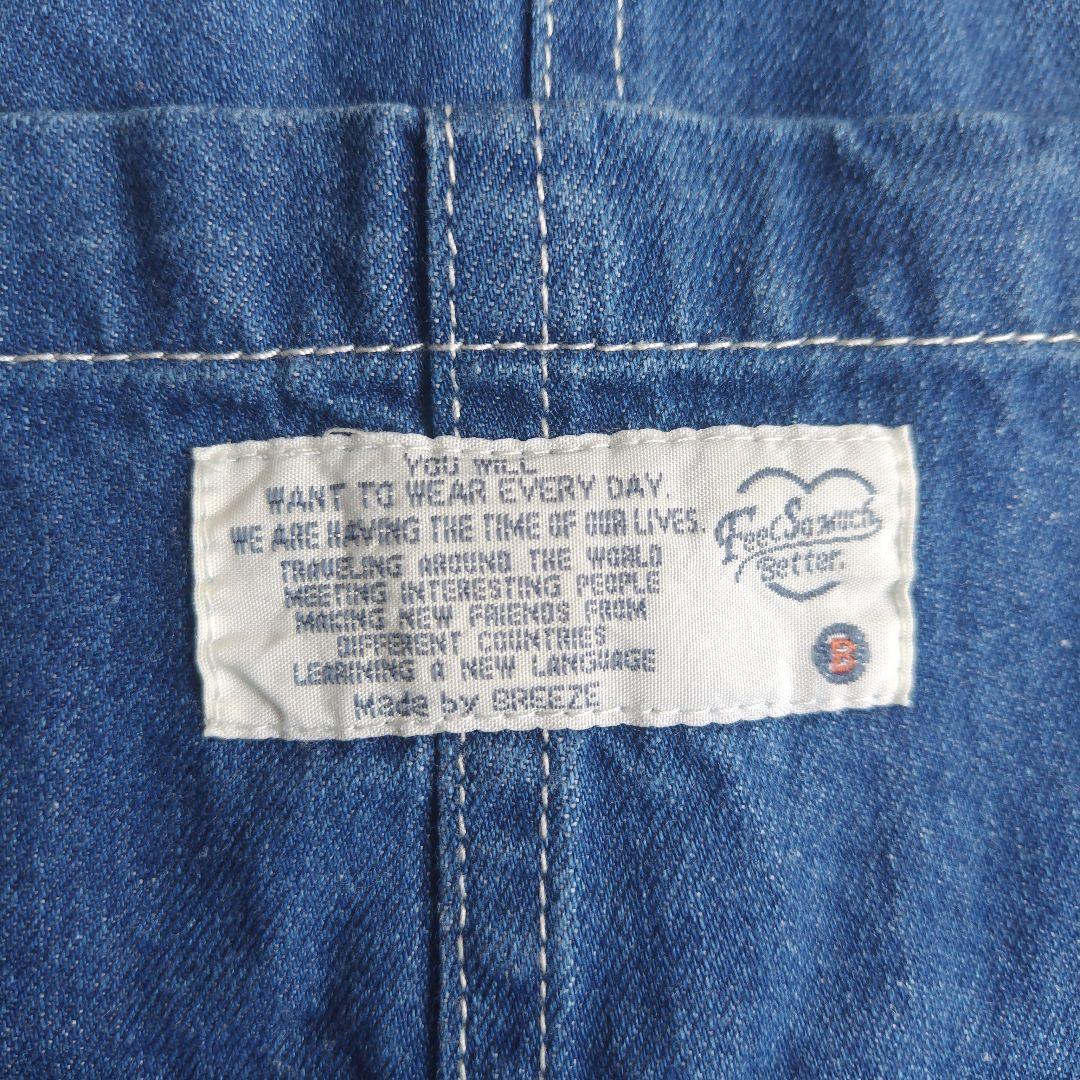 YOU WILL
WANT TO WEAR EVERY DAY.
WE ARE HAVING THE TIME OF OUR LIVES.
TRAVELING AROUND THE WORLD
MEETING INTERESTING PEOPLE
MAKING NEW FRIENDS FROM
DIFFERENT COUNTRIES
LEARINING A NEW LANGUAGE
Made by BREEZE
Feel So much
Better.
B